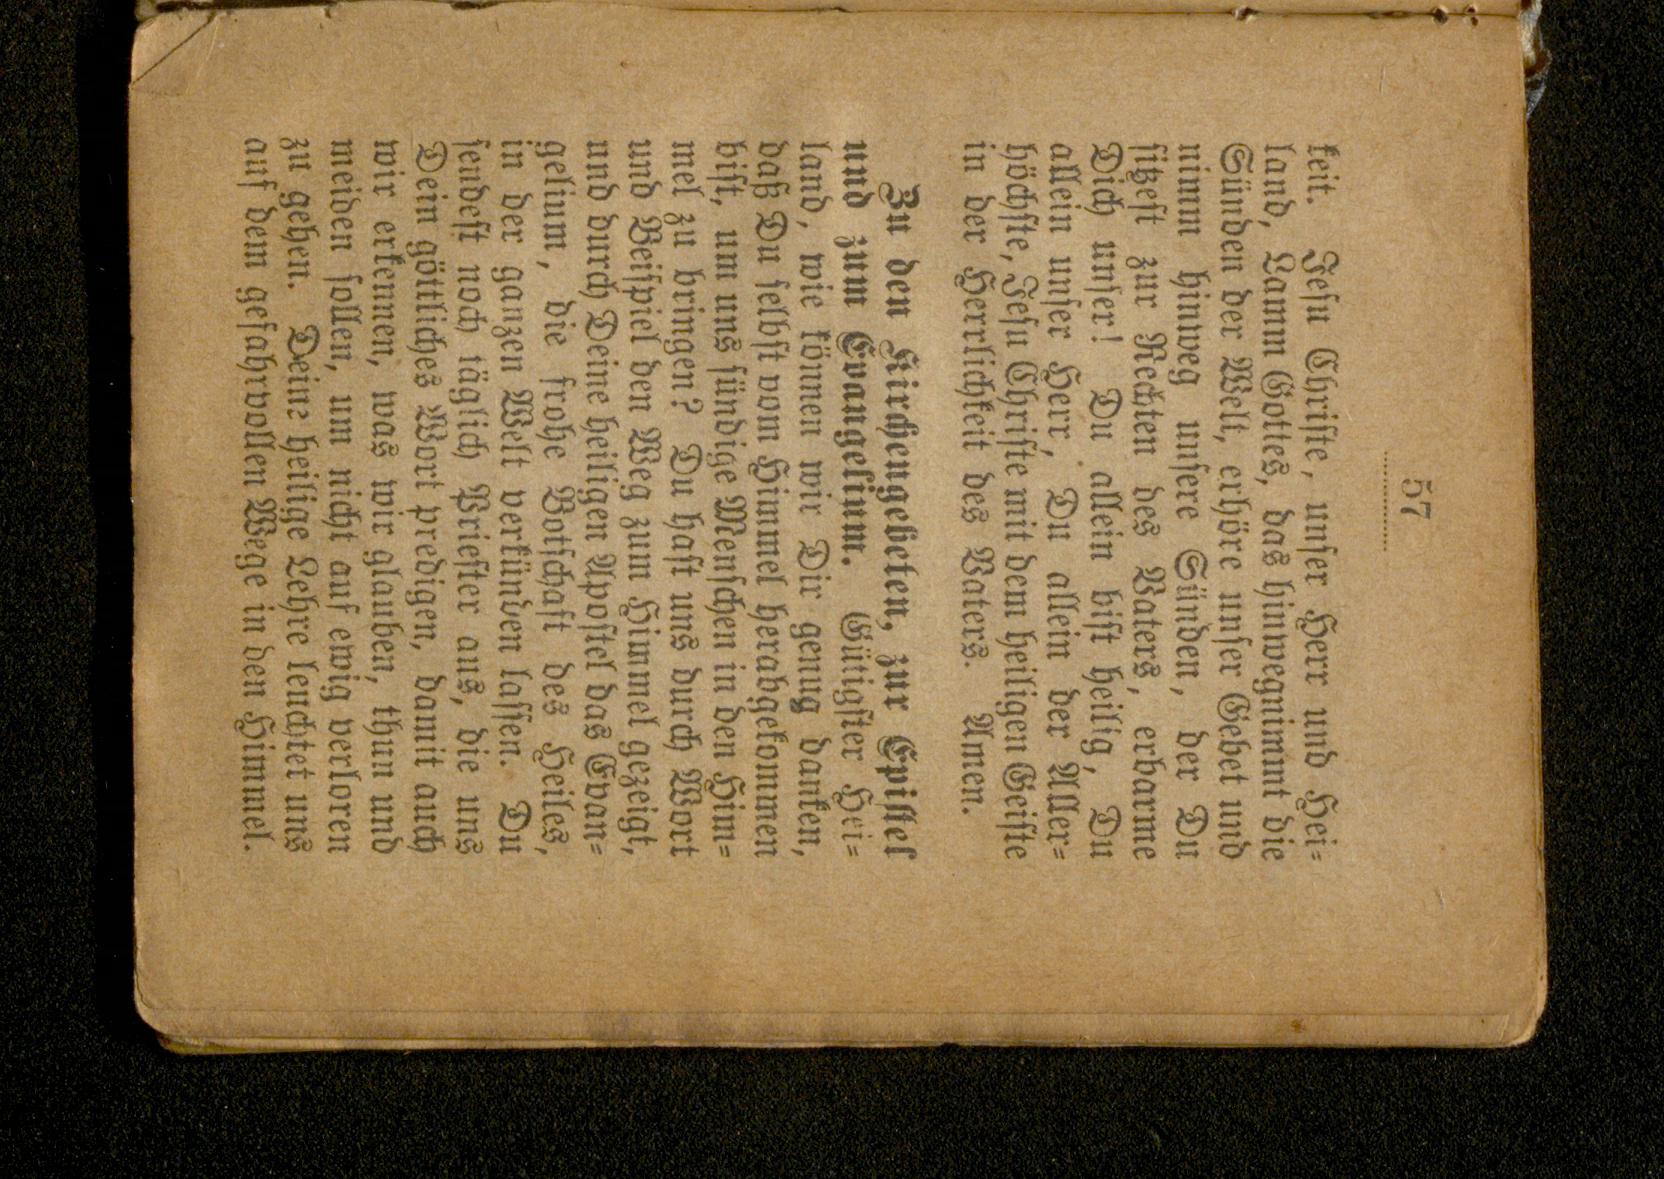 57
keit. Jesu Christe, unser Herr und Hei=
land, Lamm Gottes, das hinwegnimmt die
Sünden der Welt, erhöre unser Gebet und
nimm hinweg unsere Sünden, der Du
sitzest zur Rechten des Vaters, erbarme
Dich unser! Du allein bist heilig, Du
allein unser Herr, Du allein der Aller=
höchste, Jesu Christe mit dem heiligen Geiste
in der Herrlichkeit des Vaters. Amen.
Zu den Kirchengebeten, zur Epistel
und zum Evangelium. Gütigster Hei=
land, wie können wir Dir genug danken,
daß Du selbst vom Himmel herabgekommen
bist, um uns sündige Menschen in den Him=
mel zu bringen? Du hast uns durch Wort
und Beispiel den Weg zum Himmel gezeigt,
und durch Deine heiligen Apostel das Evan=
gelium, die frohe Botschaft des Heiles,
in der ganzen Welt verkünden lassen. Du
sendest noch täglich Priester aus, die uns
Dein göttliches Wort predigen, damit auch
wir erkennen, was wir glauben, thun und
meiden sollen, um nicht auf ewig verloren
zu gehen. Deine heilige Lehre leuchtet uns
auf dem gefahrvollen Wege in den Himmel.